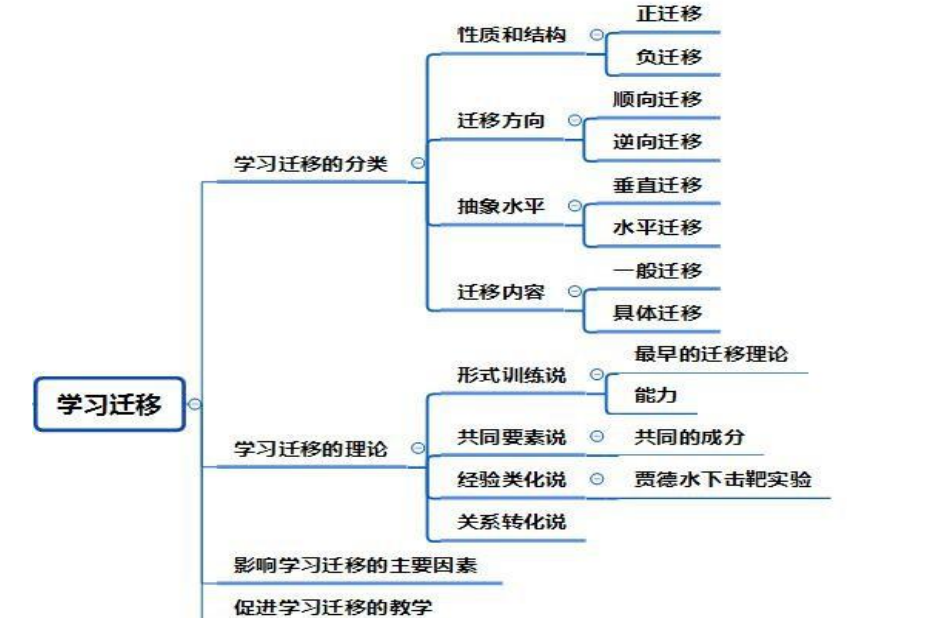 学习迁移
学习迁移的分类
性质和结构
正迁移
负迁移
迁移方向
顺向迁移
逆向迁移
抽象水平
垂直迁移
水平迁移
迁移内容
一般迁移
具体迁移
学习迁移的理论
形式训练说
最早的迁移理论
能力
共同要素说
共同的成分
经验类化说
贾德水下击靶实验
关系转化说
影响学习迁移的主要因素
促进学习迁移的教学